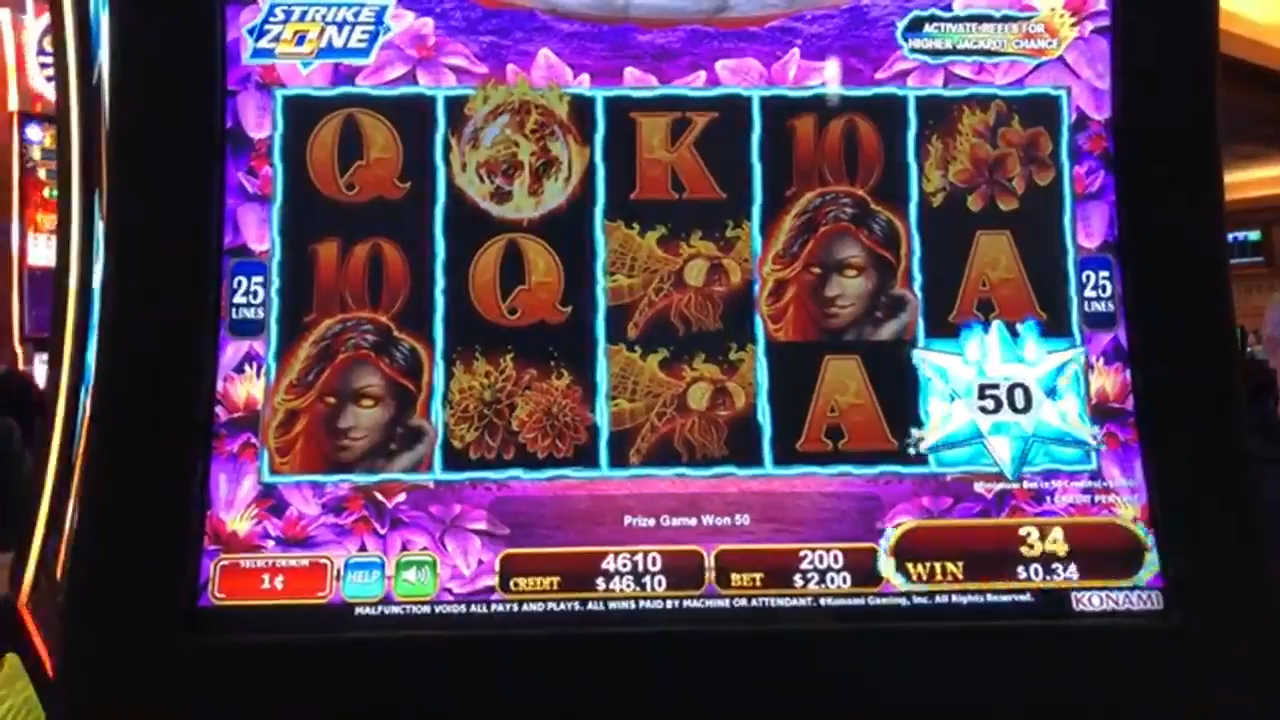 STRIKE
ZONE
ACTIVATE REELS FOR
HIGHER JACKPOT CHANCE
Q K 10
10 Q A
A
25
LINES
25
LINES
50
Prize Game Won 50
SELECT DENOM
1¢
HELP
CREDIT 4610
$46.10
BET 200
$2.00
WIN 34
$0.34
MALFUNCTION VOIDS ALL PAYS AND PLAYS. ALL WINS PAID BY MACHINE OR ATTENDANT. ©Konami Gaming, Inc. All Rights Reserved.
KONAMI